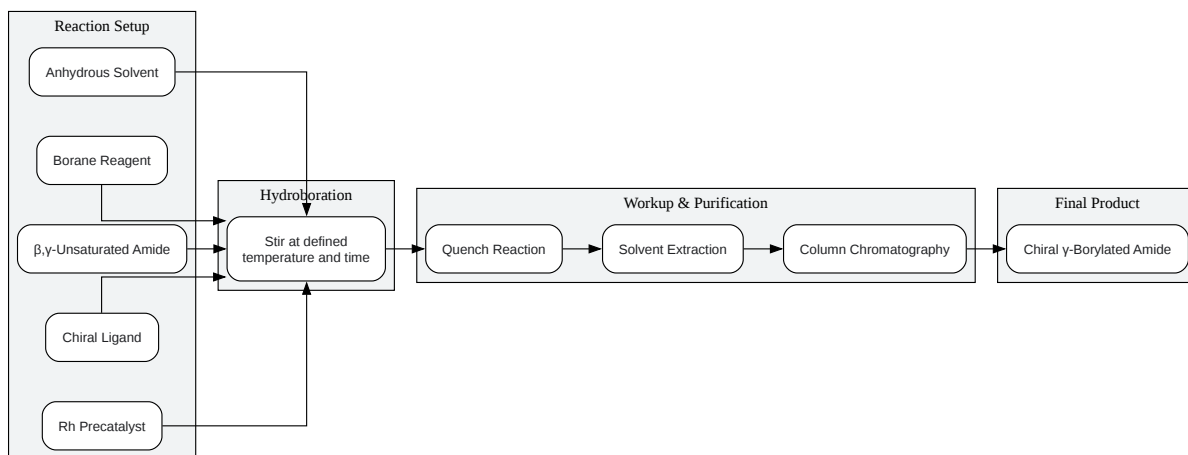 Reaction Setup
Anhydrous Solvent
Borane Reagent
β,γ-Unsaturated Amide
Chiral Ligand
Rh Precatalyst
Hydroboration
Stir at defined
temperature and time
Workup & Purification
Quench Reaction
Solvent Extraction
Column Chromatography
Final Product
Chiral γ-Borylated Amide